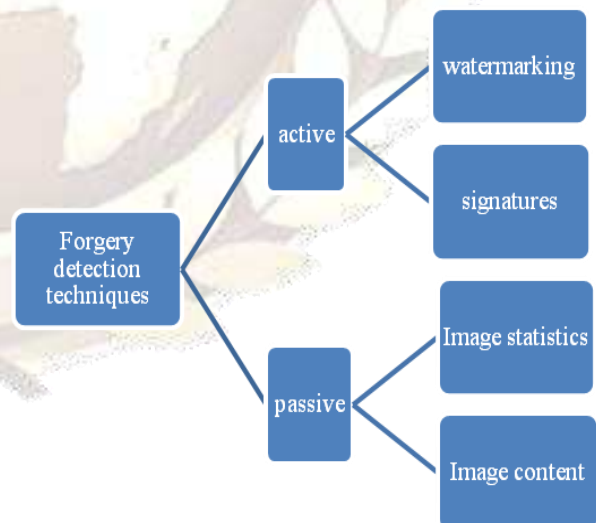 Forgery
detection
techniques
active
watermarking
signatures
passive
Image statistics
Image content